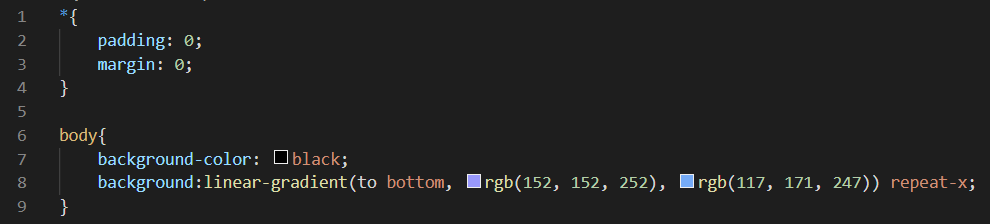 1 *{
2 padding: 0;
3 margin: 0;
4 }
5
6 body{
7 background-color: black;
8 background:linear-gradient(to bottom, rgb(152, 152, 252), rgb(117, 171, 247)) repeat-x;
9 }